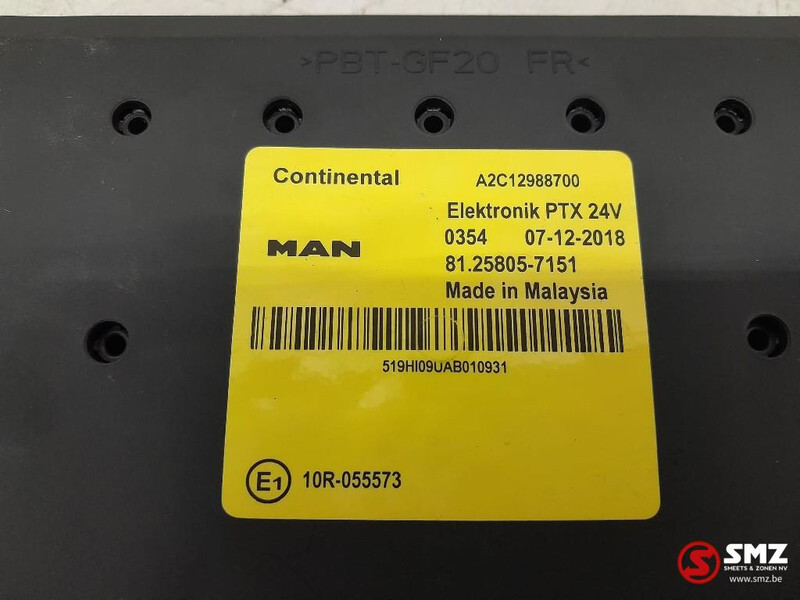 >PBT-GF20 FR<
Continental A2C12988700
Elektronik PTX 24V
0354 07-12-2018
MAN
81.25805-7151
Made in Malaysia
519HI09UAB010931
E1 10R-055573
SMZ
SMEETS & ZONEN NV
www.smz.be